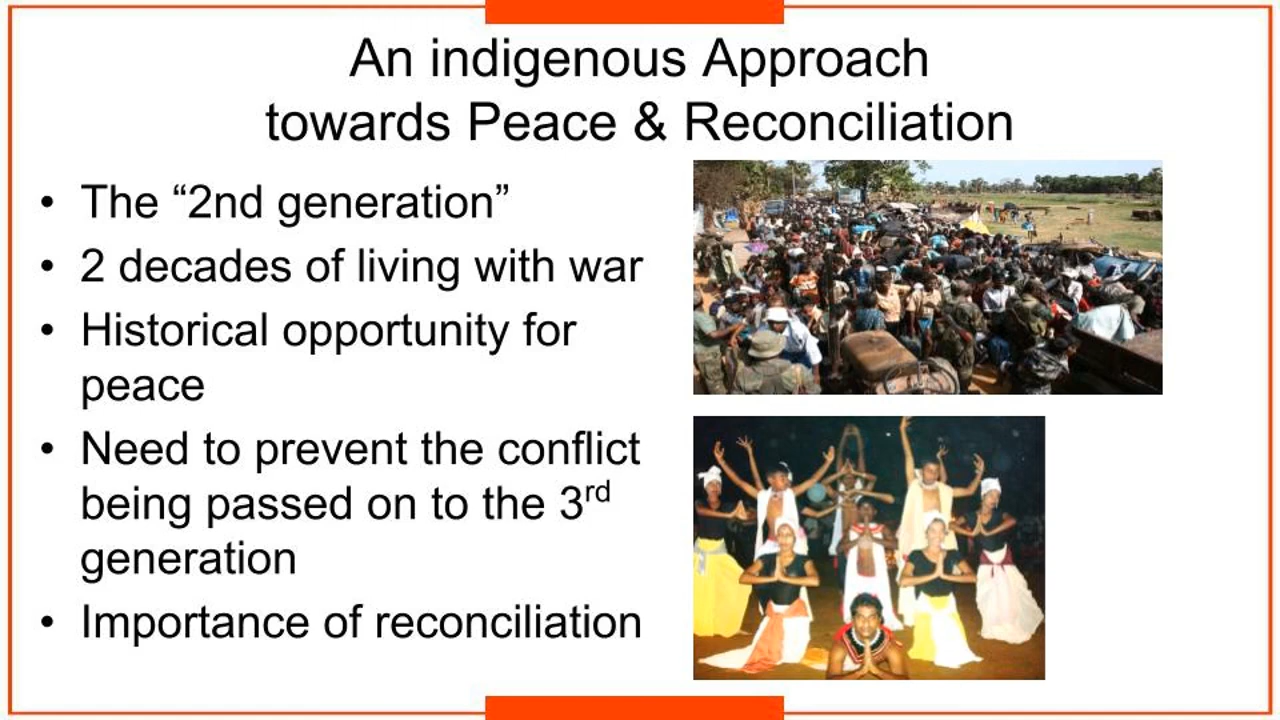 An indigenous Approach
towards Peace & Reconciliation
• The “2nd generation”
• 2 decades of living with war
• Historical opportunity for
peace
• Need to prevent the conflict
being passed on to the 3rd
generation
• Importance of reconciliation